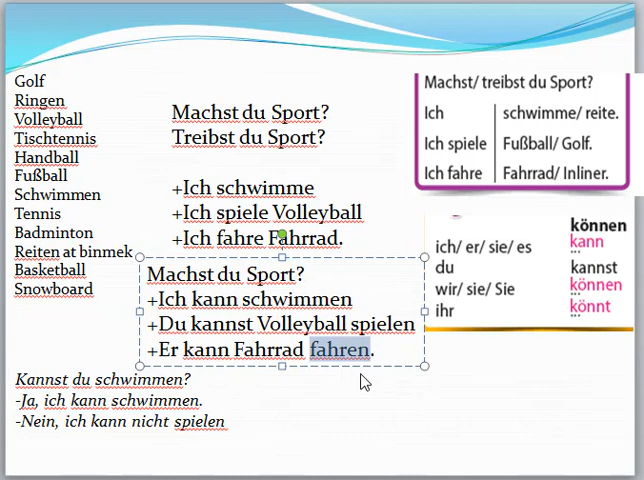 Golf
Ringen
Volleyball
Tischtennis
Handball
Fußball
Schwimmen
Tennis
Badminton
Reiten at binmek
Basketball
Snowboard
Machst du Sport?
Treibst du Sport?
+Ich schwimme
+Ich spiele Volleyball
+Ich fahre Fahrrad.
Machst du Sport?
+Ich kann schwimmen
+Du kannst Volleyball spielen
+Er kann Fahrrad fahren.
Kannst du schwimmen?
-Ja, ich kann schwimmen.
-Nein, ich kann nicht spielen
Machst/ treibst du Sport?
Ich schwimme/ reite.
Ich spiele Fußball/ Golf.
Ich fahre Fahrrad/ Inliner.
können
ich/ er/ sie/ es kann
du kannst
wir/ sie/ Sie können
ihr könnt